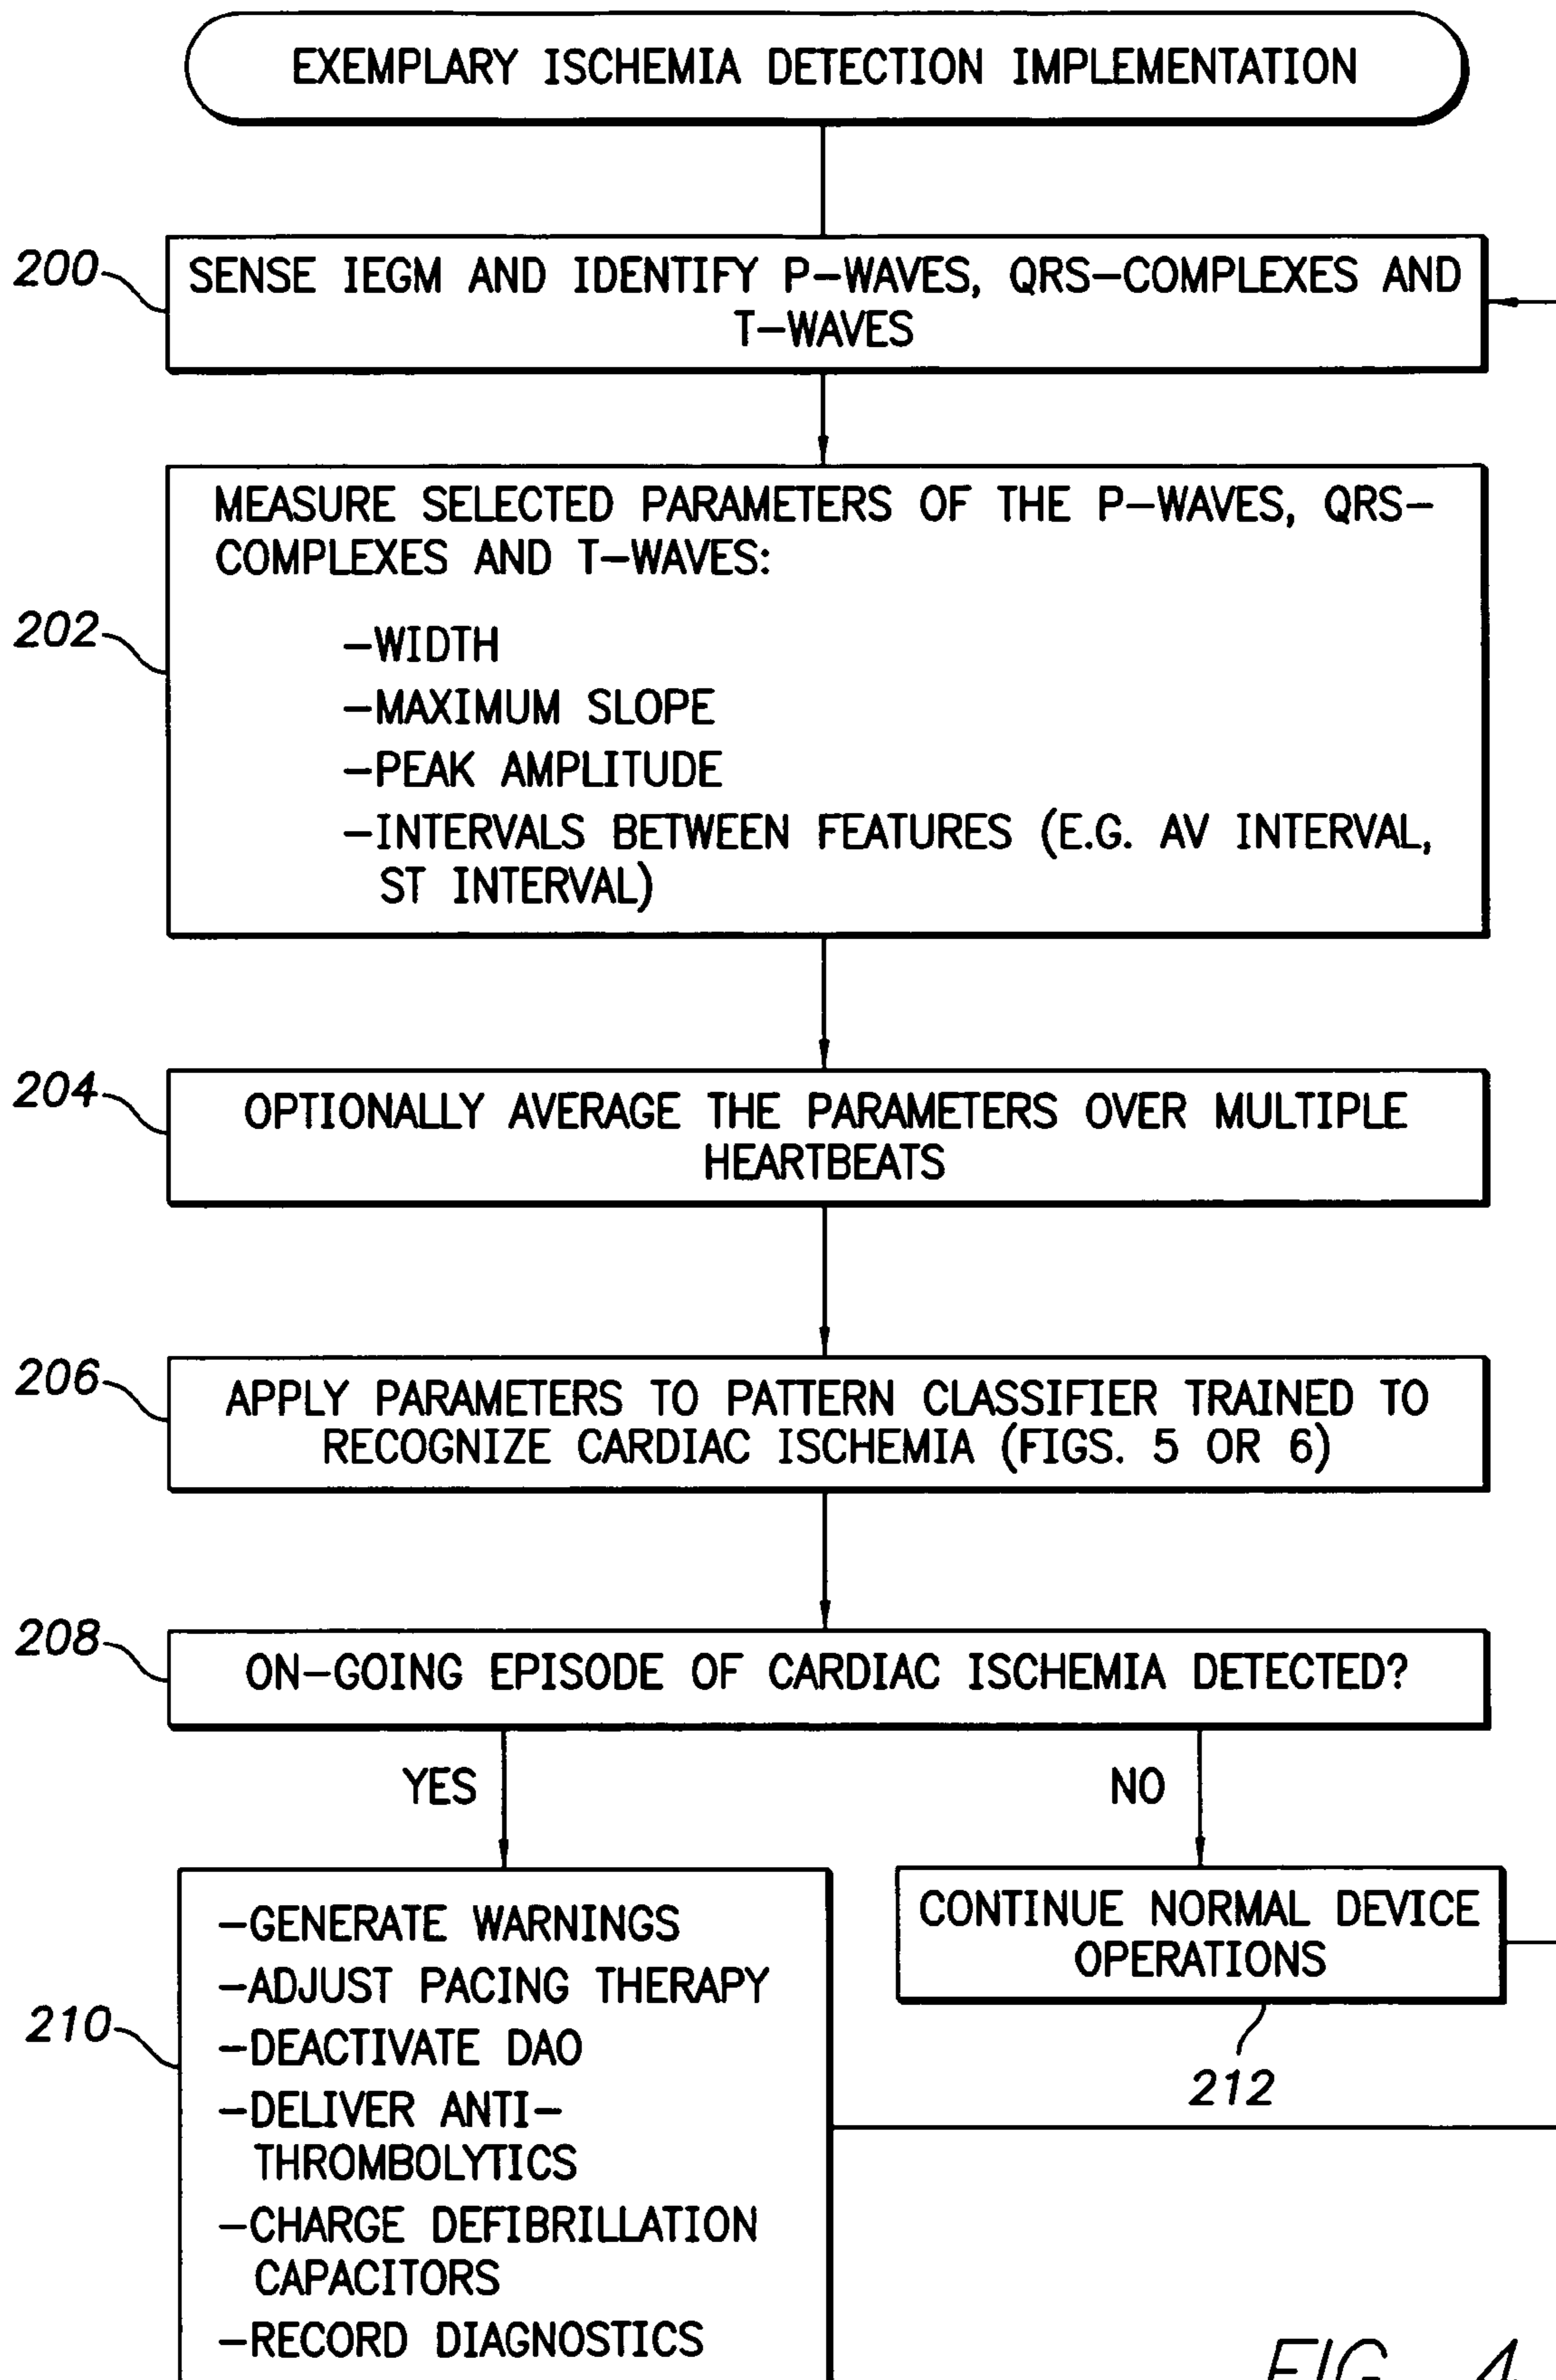 EXEMPLARY ISCHEMIA DETECTION IMPLEMENTATION
200
SENSE IEGM AND IDENTIFY P-WAVES, QRS-COMPLEXES AND
T-WAVES
202
MEASURE SELECTED PARAMETERS OF THE P-WAVES, QRS-
COMPLEXES AND T-WAVES:
-WIDTH
-MAXIMUM SLOPE
-PEAK AMPLITUDE
-INTERVALS BETWEEN FEATURES (E.G. AV INTERVAL,
ST INTERVAL)
204
OPTIONALLY AVERAGE THE PARAMETERS OVER MULTIPLE
HEARTBEATS
206
APPLY PARAMETERS TO PATTERN CLASSIFIER TRAINED TO
RECOGNIZE CARDIAC ISCHEMIA (FIGS. 5 OR 6)
208
ON-GOING EPISODE OF CARDIAC ISCHEMIA DETECTED?
YES
NO
210
-GENERATE WARNINGS
-ADJUST PACING THERAPY
-DEACTIVATE DAO
-DELIVER ANTI-
THROMBOLYTICS
-CHARGE DEFIBRILLATION
CAPACITORS
-RECORD DIAGNOSTICS
CONTINUE NORMAL DEVICE
OPERATIONS
212
FIG. 4